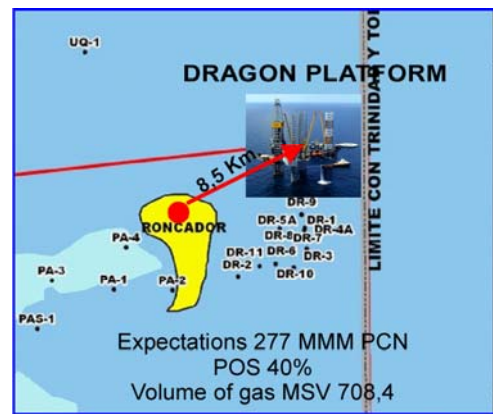 UQ-1
DRAGON PLATFORM
8,5 Km.
LIMITE CON TRINIDAD Y TO
RONCADOR
DR-9
DR-5A DR-1
DR-8 DR-4A
DR-7
PA-4
DR-11 DR-6 DR-3
DR-2 DR-10
PA-3
PA-1
PA-2
PAS-1
Expectations 277 MMM PCN
POS 40%
Volume of gas MSV 708,4